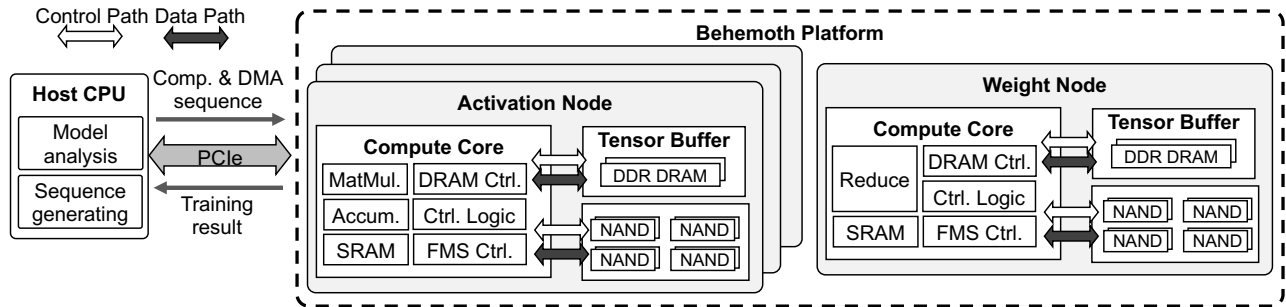 Control Path Data Path
Behemoth Platform
Host CPU
Model
analysis
Sequence
generating
Comp. & DMA
sequence
PCIe
Training
result
Activation Node
Compute Core
MatMul.
DRAM Ctrl.
Accum.
Ctrl. Logic
SRAM
FMS Ctrl.
Tensor Buffer
DDR DRAM
NAND
NAND
NAND
NAND
Weight Node
Compute Core
Reduce
DRAM Ctrl.
Ctrl. Logic
SRAM
FMS Ctrl.
Tensor Buffer
DDR DRAM
NAND
NAND
NAND
NAND